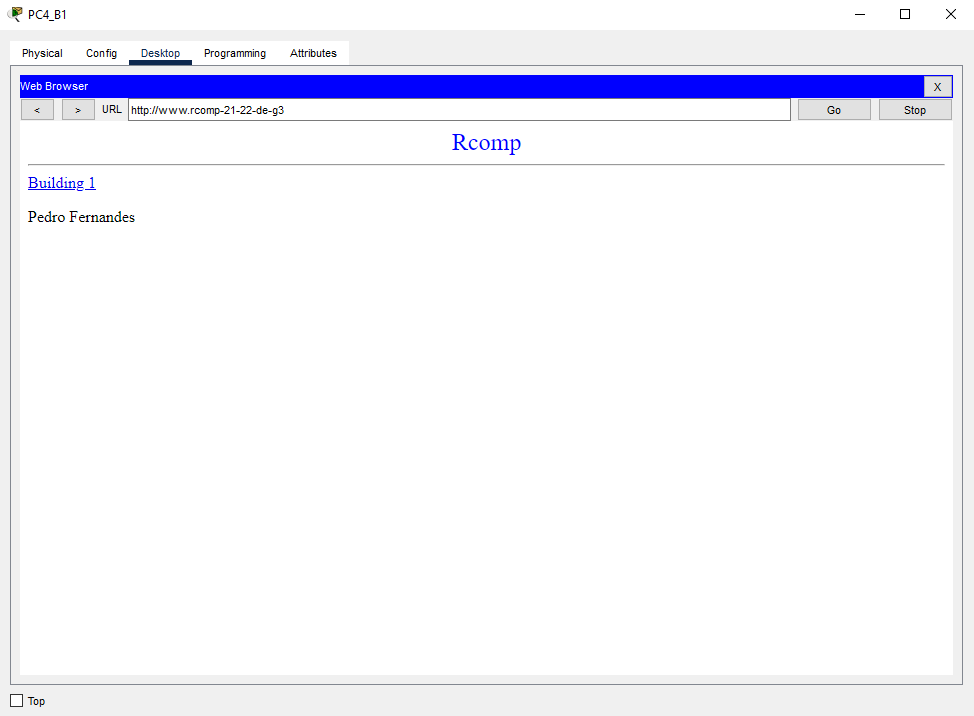 PC4_B1
Physical Config Desktop Programming Attributes
Web Browser X
< > URL http://www.rcomp-21-22-de-g3 Go Stop
Rcomp
Building 1
Pedro Fernandes
Top